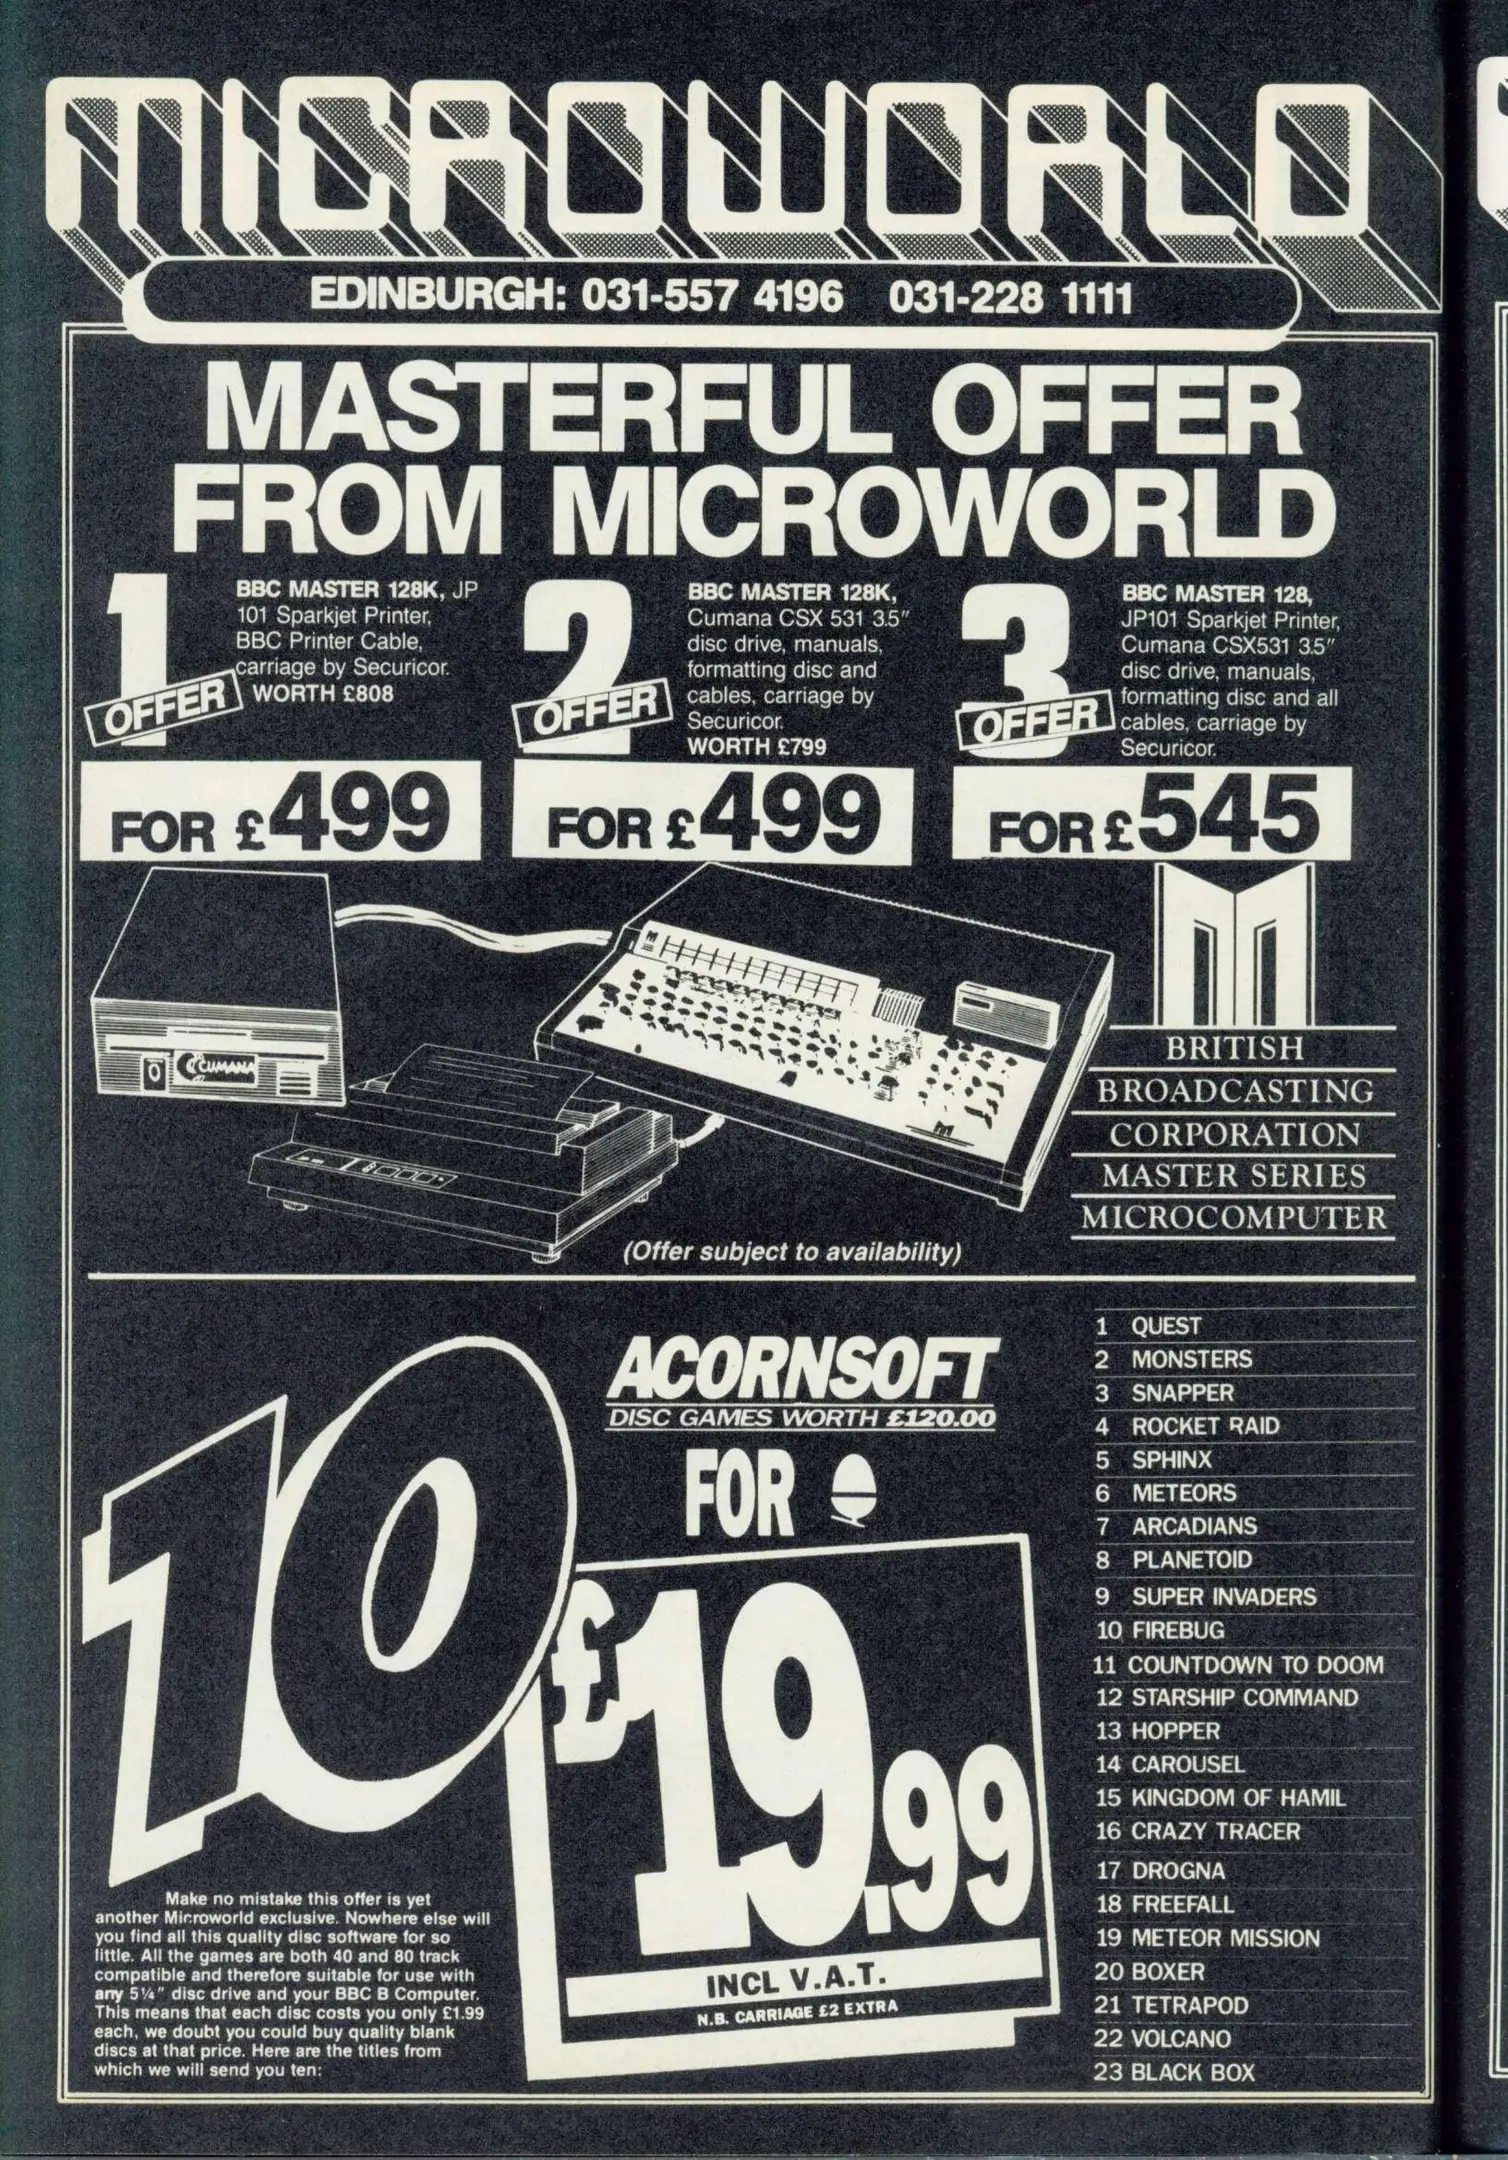 MICROWORLD
EDINBURGH: 031-557 4196 031-228 1111
MASTERFUL OFFER
FROM MICROWORLD
1
OFFER
BBC MASTER 128K, JP
101 Sparkjet Printer,
BBC Printer Cable,
carriage by Securicor.
WORTH £808
FOR £499
2
OFFER
BBC MASTER 128K,
Cumana CSX 531 3.5"
disc drive, manuals,
formatting disc and
cables, carriage by
Securicor.
WORTH £799
FOR £499
3
OFFER
BBC MASTER 128,
JP101 Sparkjet Printer,
Cumana CSX531 3.5"
disc drive, manuals,
formatting disc and all
cables, carriage by
Securicor.
FOR £545
CUMANA
BRITISH
BROADCASTING
CORPORATION
MASTER SERIES
MICROCOMPUTER
(Offer subject to availability)
10
ACORNSOFT
DISC GAMES WORTH £120.00
FOR
£19.99
INCL V.A.T.
N.B. CARRIAGE £2 EXTRA
Make no mistake this offer is yet
another Microworld exclusive. Nowhere else will
you find all this quality disc software for so
little. All the games are both 40 and 80 track
compatible and therefore suitable for use with
any 5¼" disc drive and your BBC B Computer.
This means that each disc costs you only £1.99
each, we doubt you could buy quality blank
discs at that price. Here are the titles from
which we will send you ten:
1 QUEST
2 MONSTERS
3 SNAPPER
4 ROCKET RAID
5 SPHINX
6 METEORS
7 ARCADIANS
8 PLANETOID
9 SUPER INVADERS
10 FIREBUG
11 COUNTDOWN TO DOOM
12 STARSHIP COMMAND
13 HOPPER
14 CAROUSEL
15 KINGDOM OF HAMIL
16 CRAZY TRACER
17 DROGNA
18 FREEFALL
19 METEOR MISSION
20 BOXER
21 TETRAPOD
22 VOLCANO
23 BLACK BOX